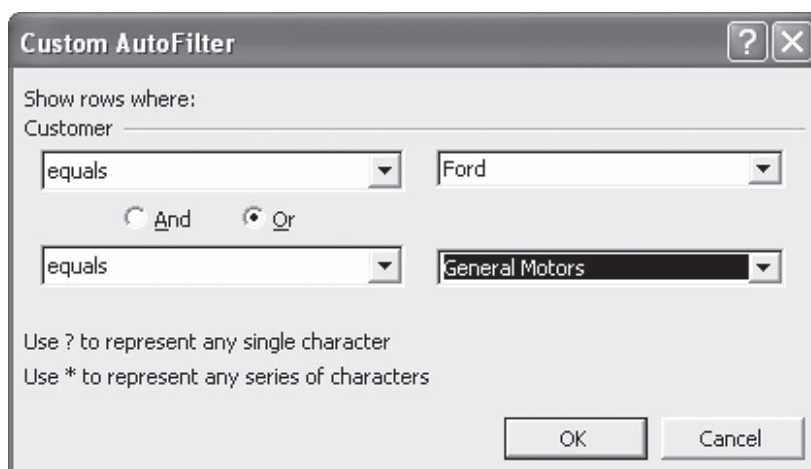 Custom AutoFilter
Show rows where:
Customer
equals Ford
And Or
equals General Motors
Use ? to represent any single character
Use * to represent any series of characters
OK Cancel